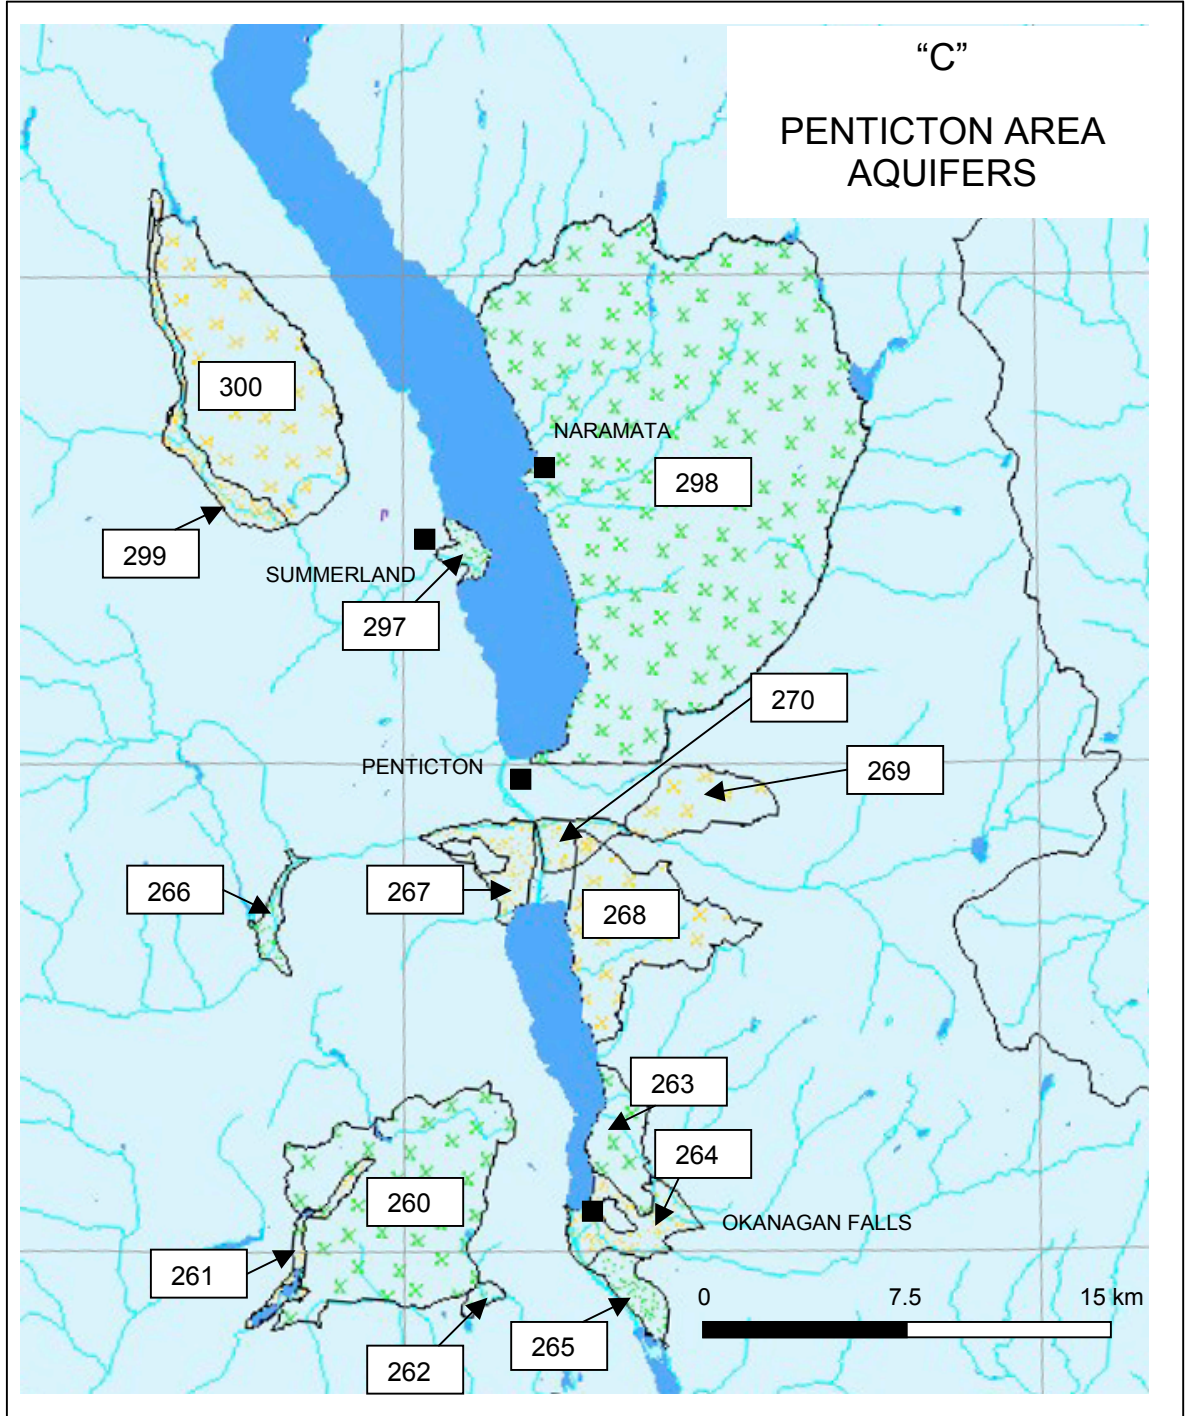 “C”
PENTICTON AREA
AQUIFERS
300
NARAMATA
298
299
SUMMERLAND
297
270
PENTICTON
269
266
267
268
263
264
260
OKANAGAN FALLS
261
0 7.5 15 km
265
262